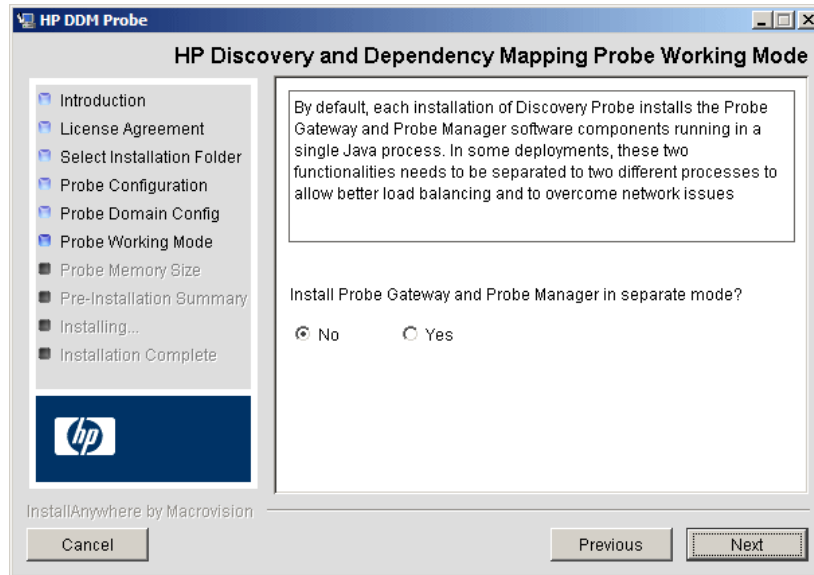 HP DDM Probe
HP Discovery and Dependency Mapping Probe Working Mode
Introduction
License Agreement
Select Installation Folder
Probe Configuration
Probe Domain Config
Probe Working Mode
Probe Memory Size
Pre-Installation Summary
Installing...
Installation Complete
hp
By default, each installation of Discovery Probe installs the Probe
Gateway and Probe Manager software components running in a
single Java process. In some deployments, these two
functionalities needs to be separated to two different processes to
allow better load balancing and to overcome network issues
Install Probe Gateway and Probe Manager in separate mode?
No Yes
InstallAnywhere by Macrovision
Cancel Previous Next